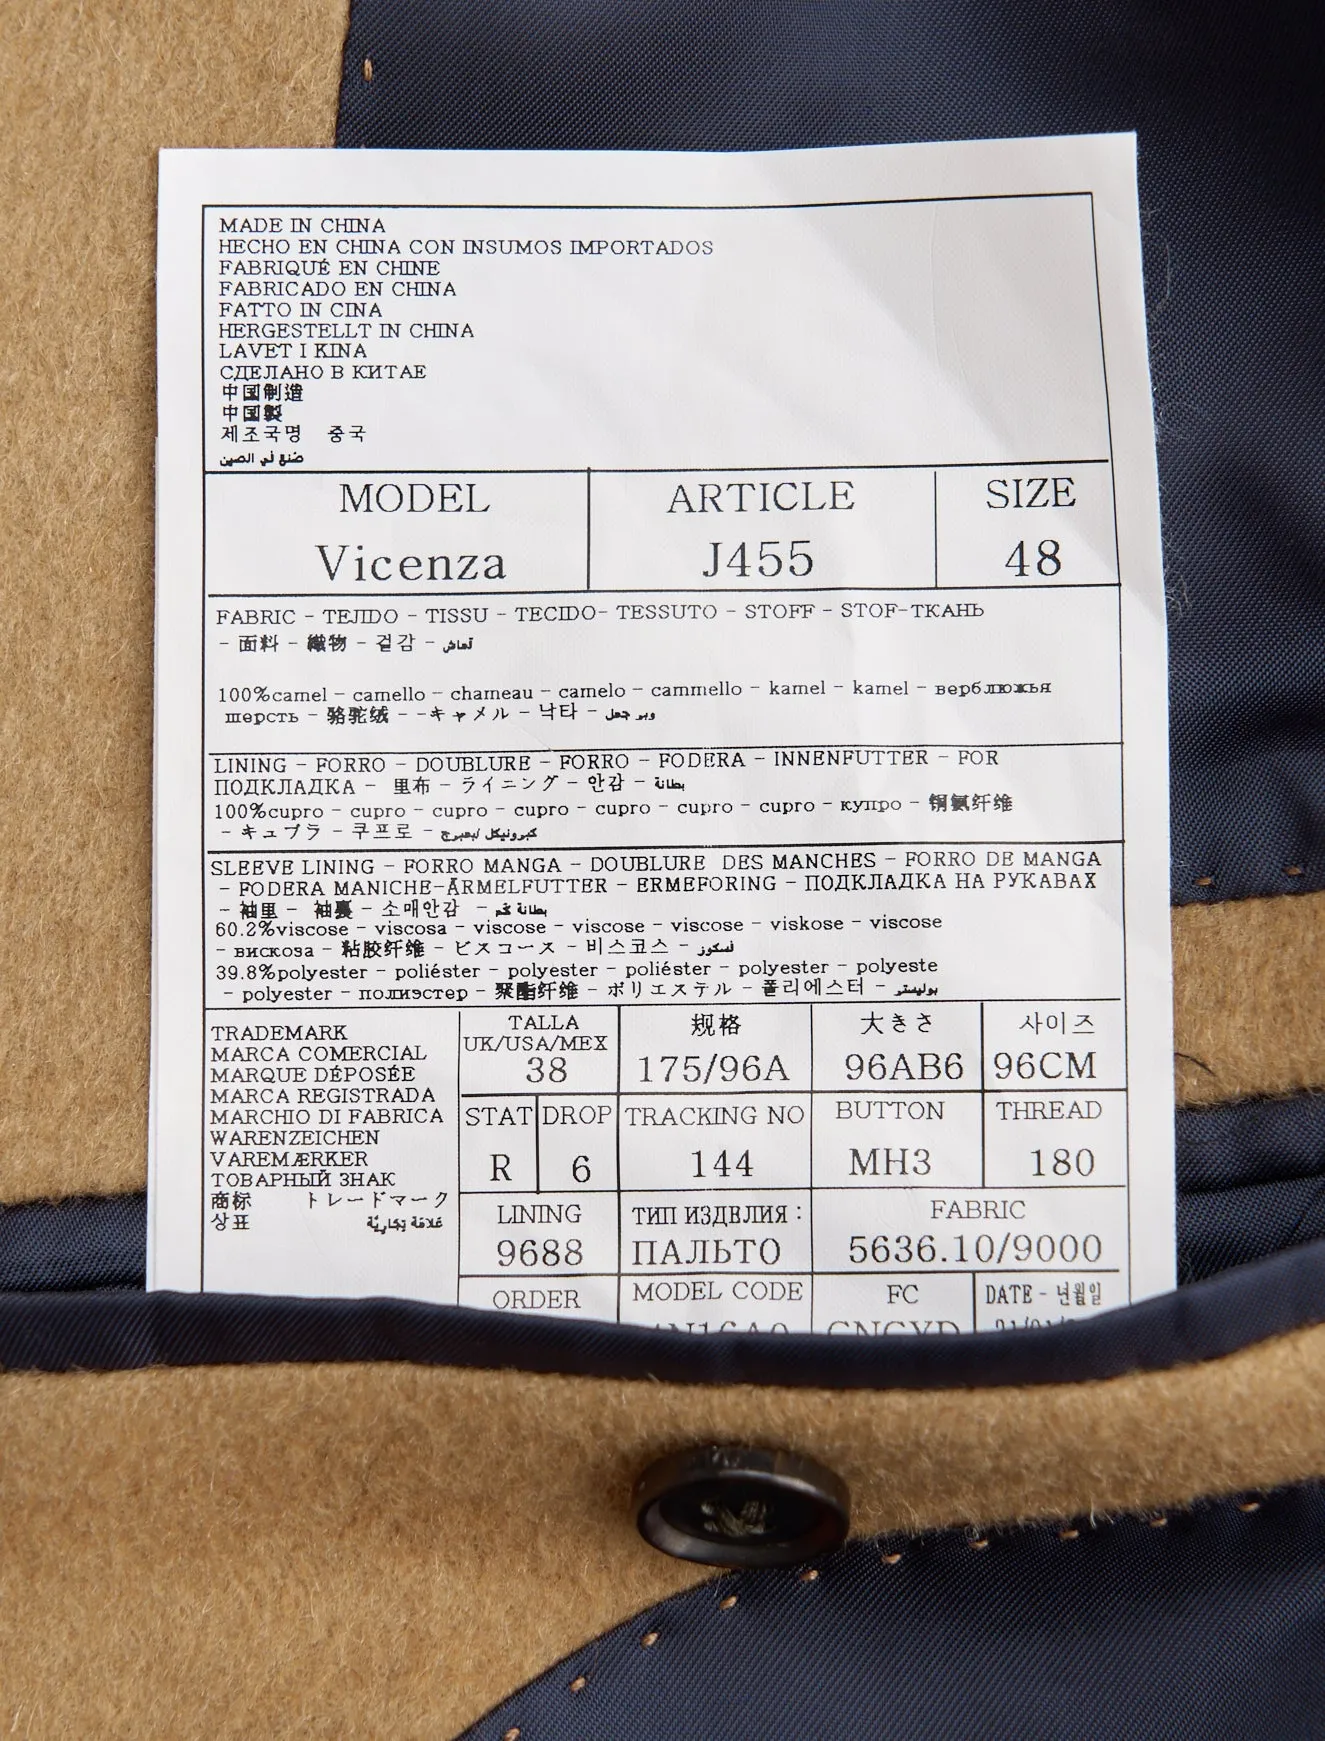 MADE IN CHINA
HECHO EN CHINA CON INSUMOS IMPORTADOS
FABRIQUÉ EN CHINE
FABRICADO EN CHINA
FATTO IN CINA
HERGESTELLT IN CHINA
LAVET I KINA
СДЕЛАНО В КИТАЕ
中国制造
中国製
제조국명 중국
صنع في الصين
MODEL ARTICLE SIZE
Vicenza J455 48
FABRIC - TEJIDO - TISSU - TECIDO- TESSUTO - STOFF - STOF-ТКАНЬ
- 面料 - 織物 - 겉감 - قماش
100%camel - camello - chameau - camelo - cammello - kamel - kamel - верблюжья
шерсть - 骆驼绒 - -キャメル - 낙타 - وبر جمل
LINING - FORRO - DOUBLURE - FORRO - FODERA - INNENFUTTER - FOR
ПОДКЛАДКА - 里布 - ライニング - 안감 - بطانة
100%cupro - cupro - cupro - cupro - cupro - cupro - cupro - купро - 铜氨纤维
- キュプラ - 쿠프로 -
SLEEVE LINING - FORRO MANGA - DOUBLURE DES MANCHES - FORRO DE MANGA
- FODERA MANICHE-ÄRMELFUTTER - ERMEFORING - ПОДКЛАДКА НА РУКАВАХ
- 袖里 - 袖裏 - 소매안감 - بطانة كم
60.2%viscose - viscosa - viscose - viscose - viscose - viskose - viscose
- вискоза - 粘胶纤维 - ビスコース - 비스코스 - فسكوز
39.8%polyester - poliéster - polyester - poliéster - polyester - polyeste
- polyester - полиэстер - 聚酯纤维 - ポリエステル - 폴리에스터 - بوليستر
TRADEMARK
MARCA COMERCIAL
MARQUE DÉPOSÉE
MARCA REGISTRADA
MARCHIO DI FABRICA
WARENZEICHEN
VAREMÆRKER
ТОВАРНЫЙ ЗНАК
商标 トレードマーク
상표 علامة تجارية
TALLA 规格 大きさ 사이즈
UK/USA/MEX
38 175/96A 96AB6 96CM
STAT DROP TRACKING NO BUTTON THREAD
R 6 144 MH3 180
LINING ТИП ИЗДЕЛИЯ: FABRIC
9688 ПАЛЬТО 5636.10/9000
ORDER MODEL CODE FC DATE - 년월일